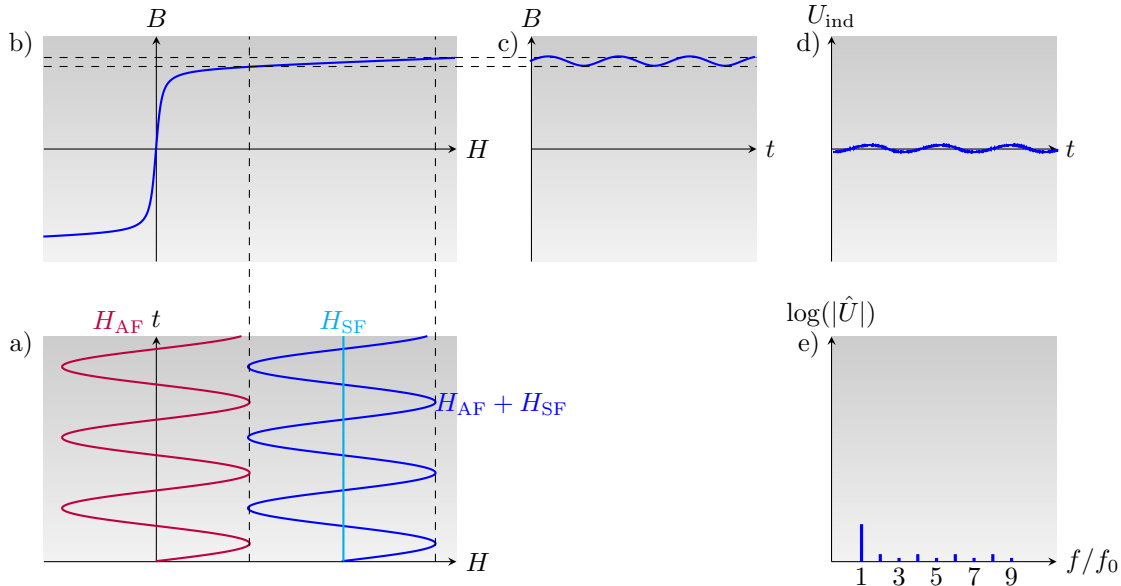 b)
B
H
c)
B
t
d)
U_ind
t
a)
H_AF t
H_SF
H_AF + H_SF
H
e)
log(|Û|)
1 3 5 7 9
f/f_0